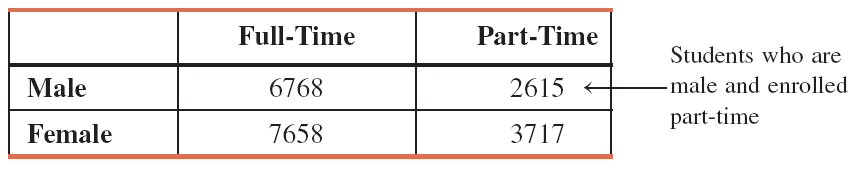 Full-Time Part-Time
Male 6768 2615
Female 7658 3717
Students who are
male and enrolled
part-time